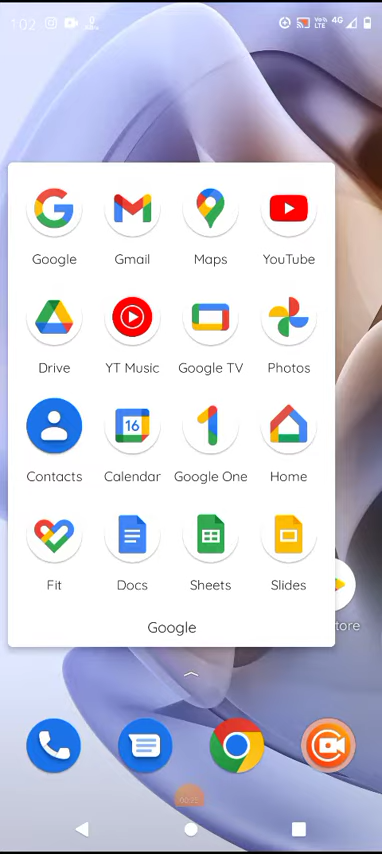 1:02 VoLTE 4G
Google Gmail Maps YouTube
Drive YT Music Google TV Photos
16
Contacts Calendar Google One Home
Fit Docs Sheets Slides
Google
tore